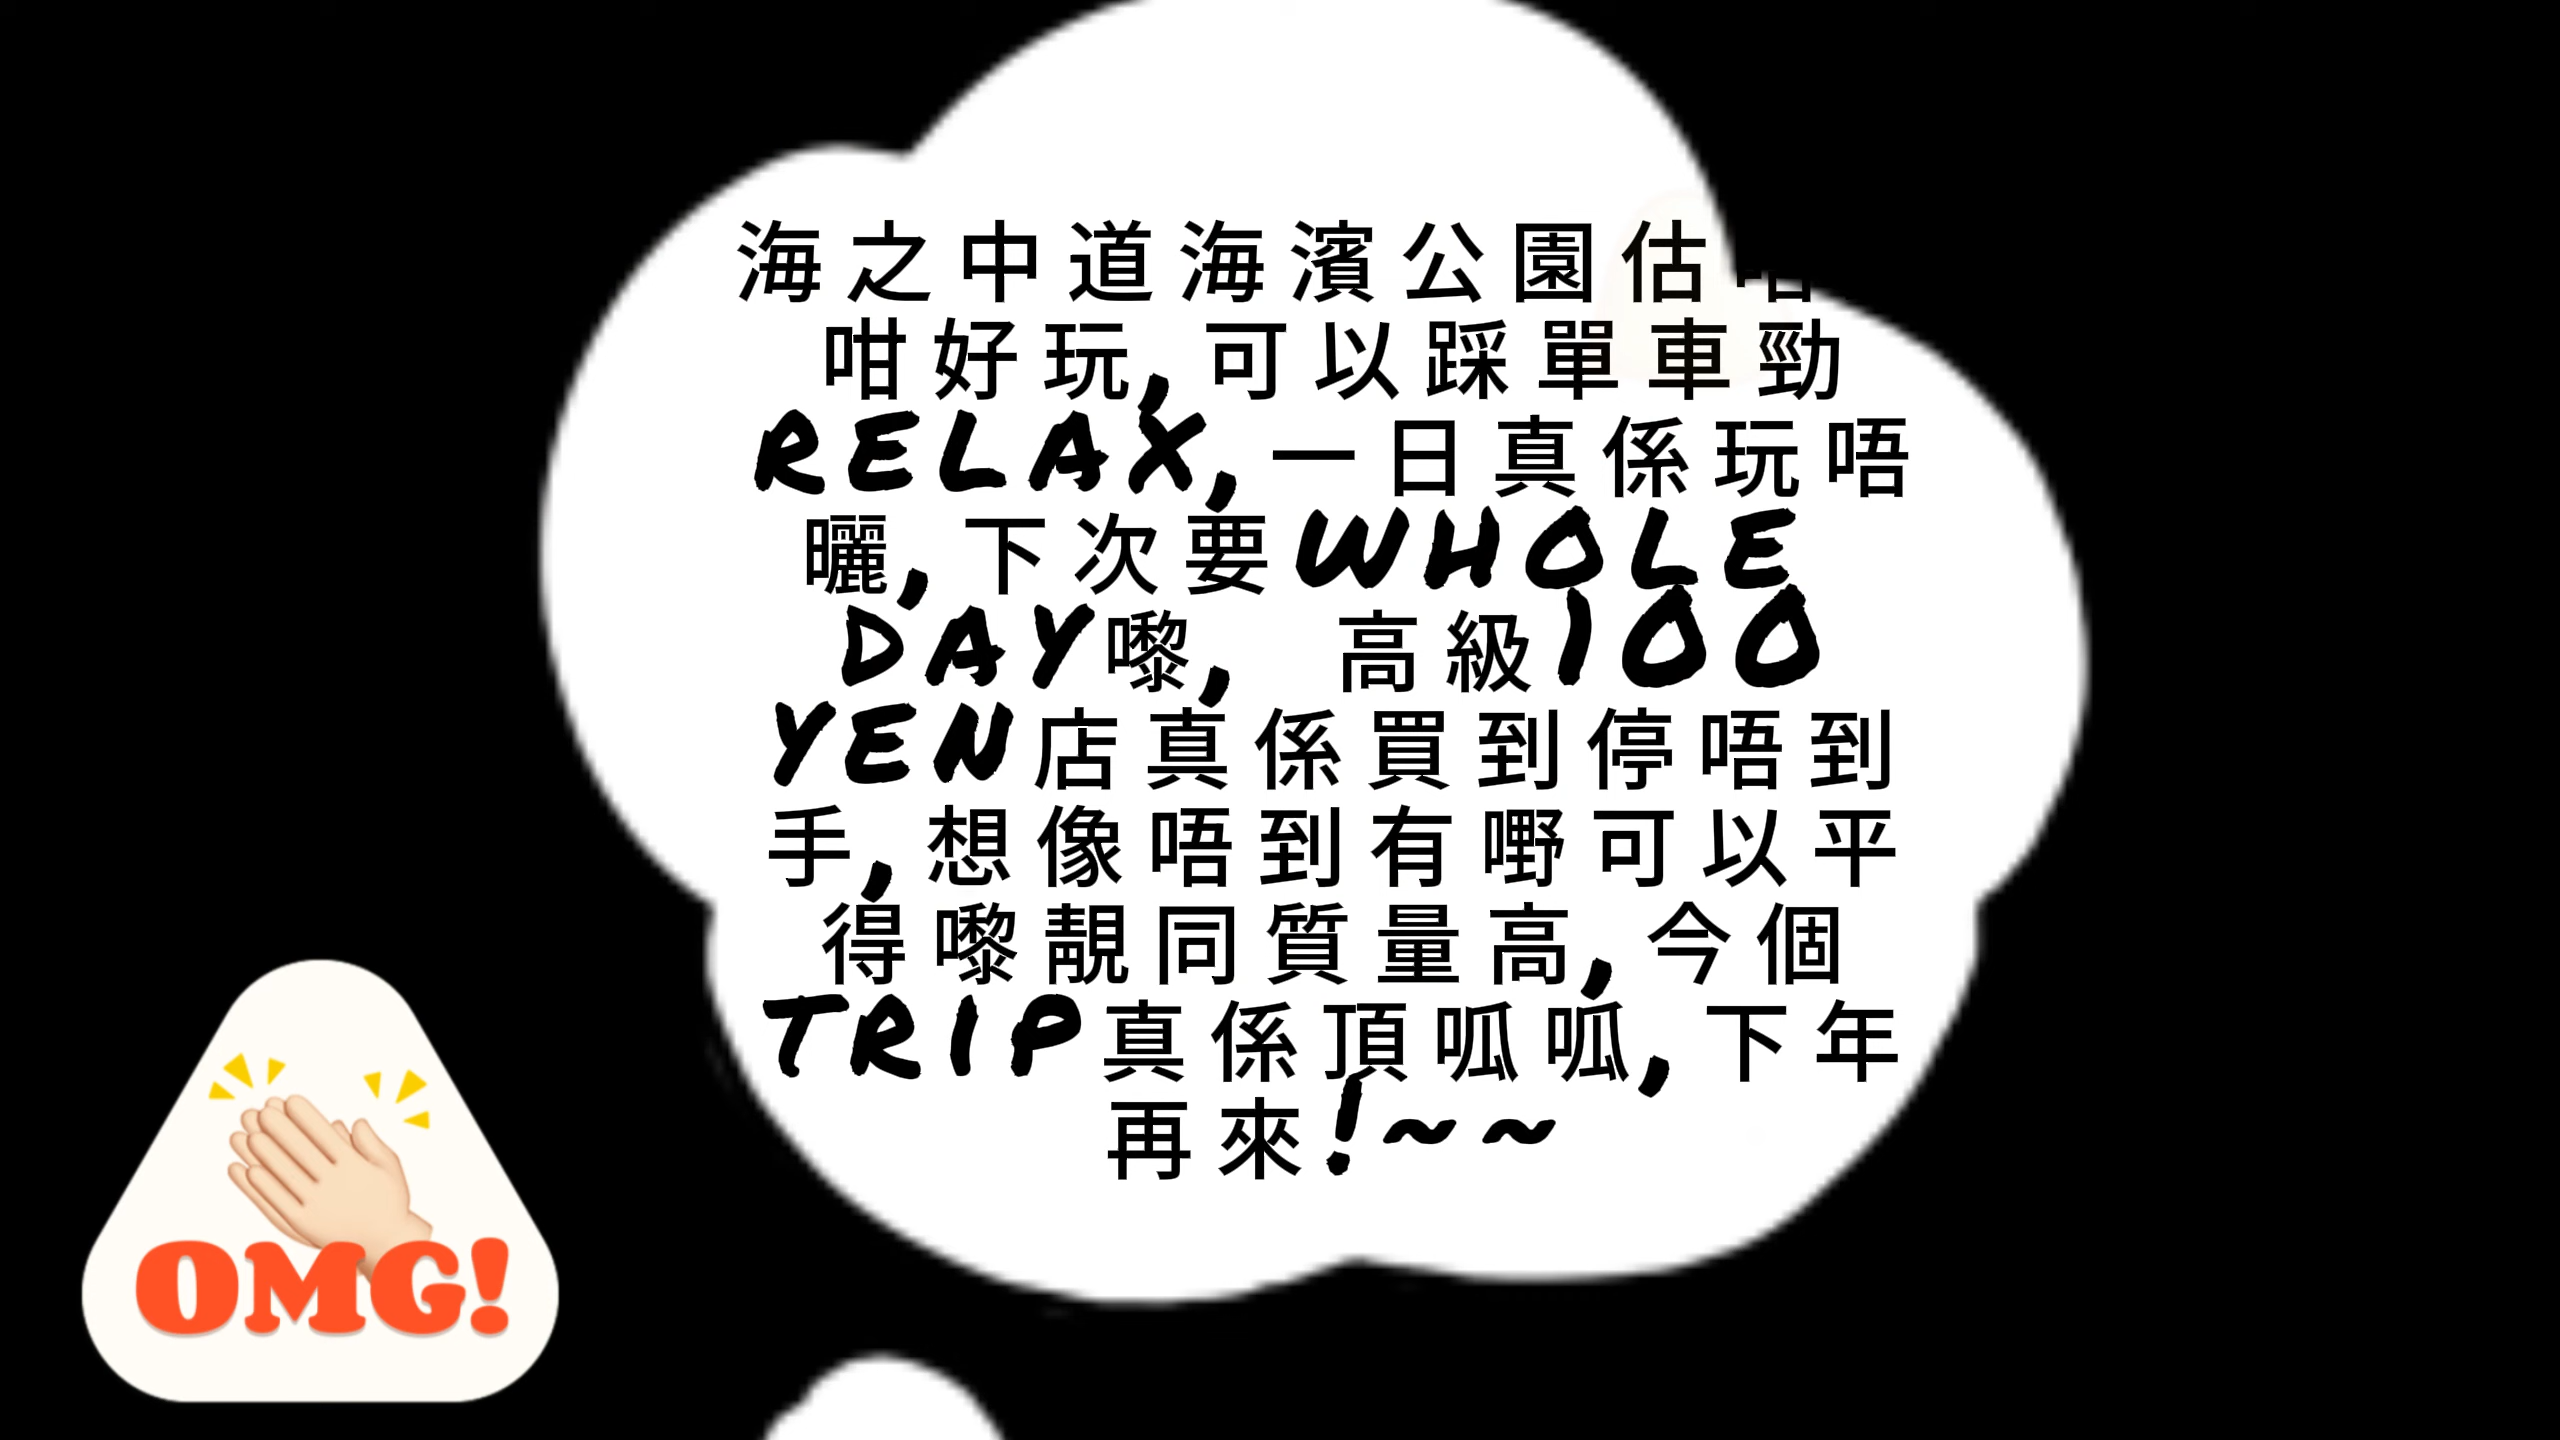 海之中道海濱公園估
咁好玩,可以踩單車勁
RELAX,一日真係玩唔
曬,下次要WHOLE
DAY嚟, 高級100
YEN店真係買到停唔到
手,想像唔到有嘢可以平
得嚟靚同質量高,今個
TRIP真係頂呱呱,下年
再來!~~
OMG!